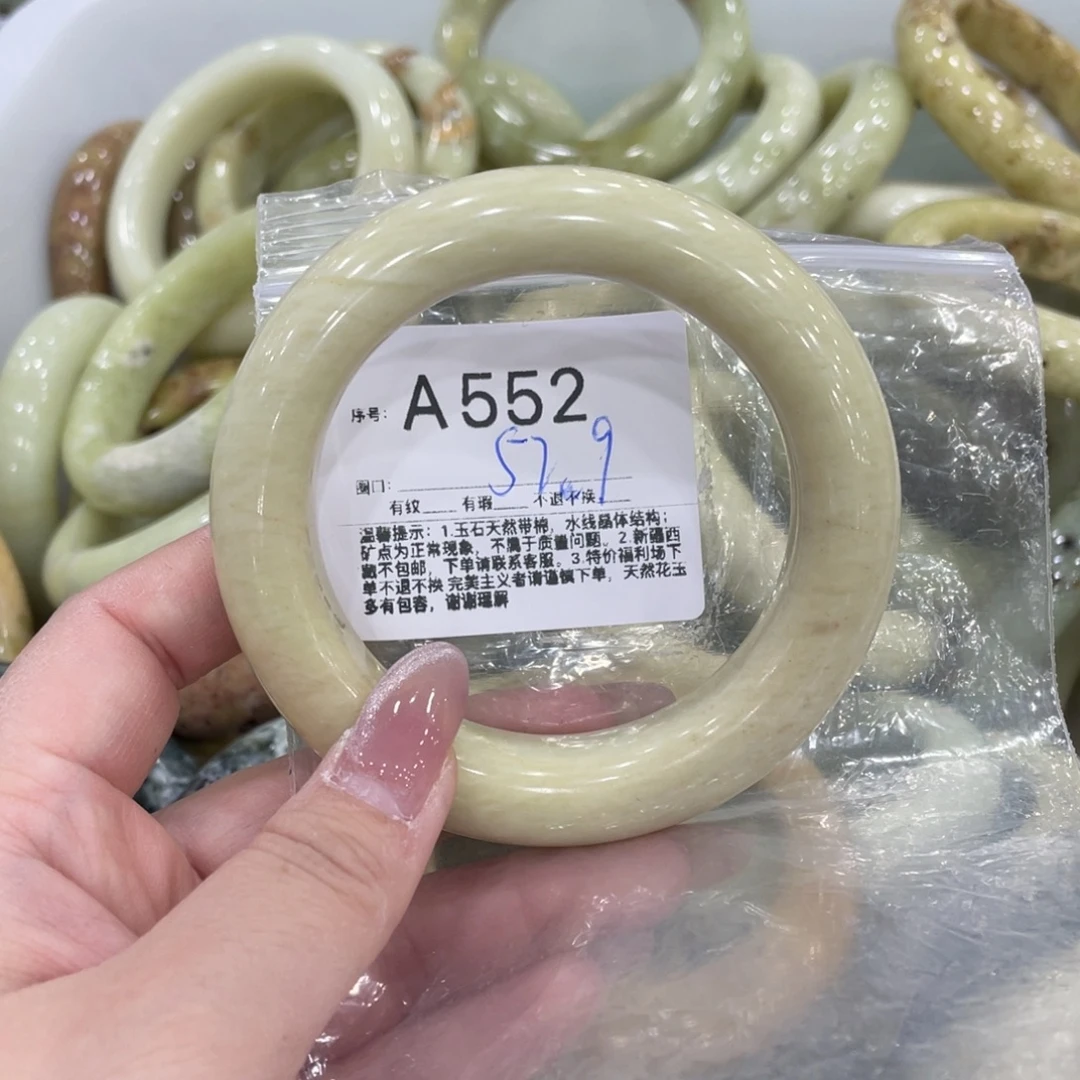 序号: A552
57.9
圈口:
有纹 有瑕 不退不换
温馨提示: 1.玉石天然带棉, 水线晶体结构;
矿点为正常现象, 不属于质量问题。2.新疆西
藏不包邮, 下单请联系客服。3.特价福利场下
单不退不换 完美主义者请谨慎下单, 天然花玉
多有包容, 谢谢理解